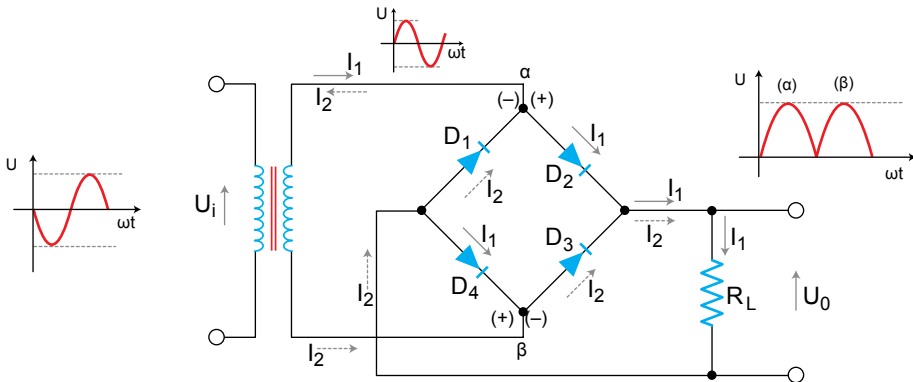 U
ωt
I₁
I₂
α
(–) (+)
U
(α) (β)
ωt
D₁
I₁
D₂
I₂
U
ωt
Uᵢ
I₁
I₂
I₁
D₃
I₁
D₄
I₂
I₂
R_L
U₀
(+) (–)
I₂
β